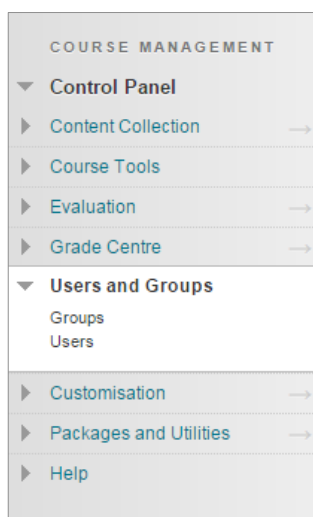 COURSE MANAGEMENT
Control Panel
Content Collection
Course Tools
Evaluation
Grade Centre
Users and Groups
Groups
Users
Customisation
Packages and Utilities
Help